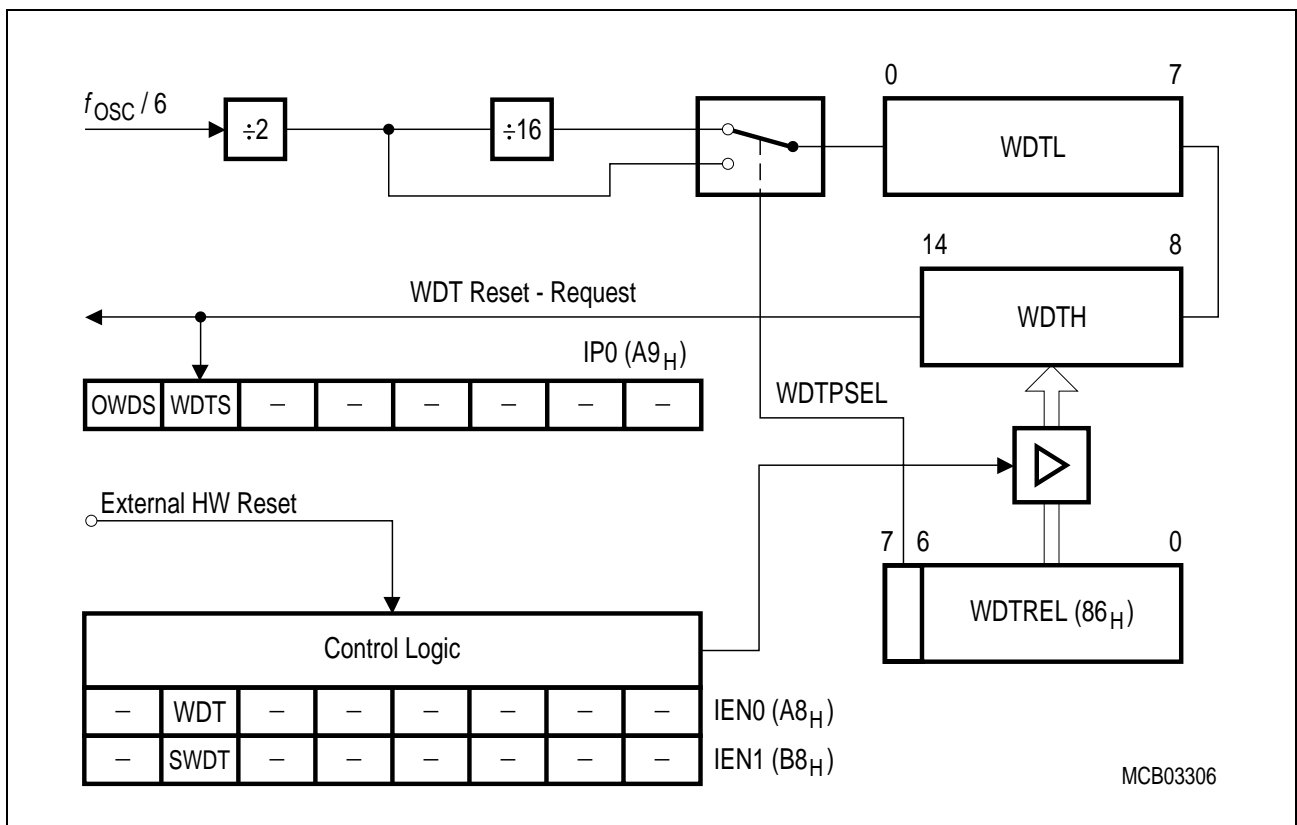 0 7
fOSC / 6
÷2
÷16
WDTL
14 8
WDT Reset - Request
WDTH
IP0 (A9H)
OWDS WDTS – – – – – –
WDTPSEL
External HW Reset
7 6 0
WDTREL (86H)
Control Logic
– WDT – – – – – – IEN0 (A8H)
– SWDT – – – – – – IEN1 (B8H)
MCB03306